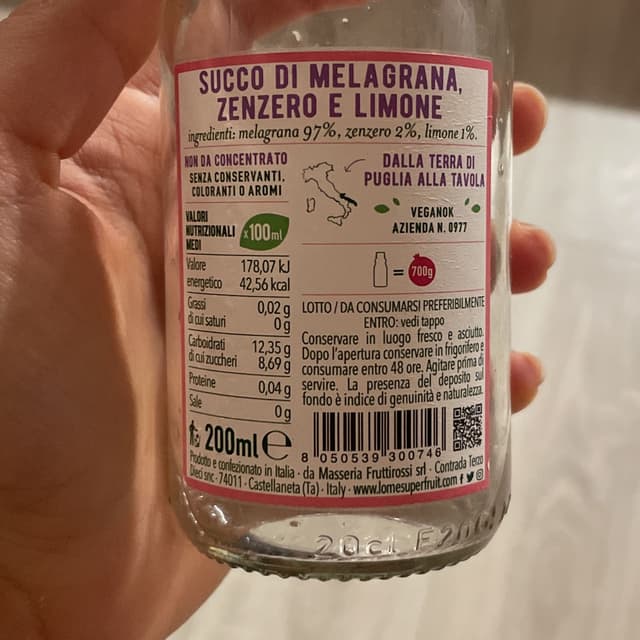 SUCCO DI MELAGRANA,
ZENZERO E LIMONE
ingredienti: melagrana 97%, zenzero 2%, limone 1%.
NON DA CONCENTRATO
SENZA CONSERVANTI,
COLORANTI O AROMI
DALLA TERRA DI
PUGLIA ALLA TAVOLA
VEGANOK
AZIENDA N. 0977
VALORI
NUTRIZIONALI
MEDI
x100ml
Valore energetico
178,07 kJ
42,56 kcal
Grassi 0,02 g
di cui saturi 0 g
Carboidrati 12,35 g
di cui zuccheri 8,69 g
Proteine 0,04 g
Sale 0 g
= 700g
LOTTO / DA CONSUMARSI PREFERIBILMENTE
ENTRO: vedi tappo
Conservare in luogo fresco e asciutto.
Dopo l'apertura conservare in frigorifero e
consumare entro 48 ore. Agitare prima di
servire. La presenza del deposito sul
fondo è indice di genuinità e naturalezza.
200ml e
8 050539 300746
Prodotto e confezionato in Italia - da Masseria Fruttirossi srl - Contrada Terzo
Dieci snc - 74011 - Castellaneta (Ta) - Italy - www.lomesuperfruit.com
20cl